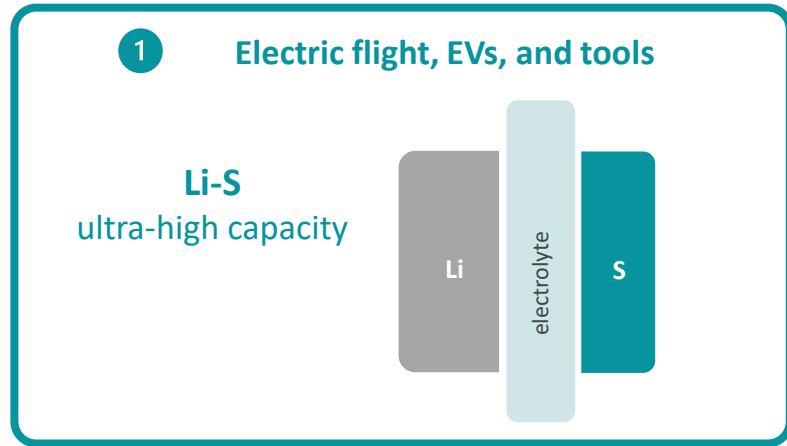 1
Electric flight, EVs, and tools
Li-S
ultra-high capacity
Li
electrolyte
S